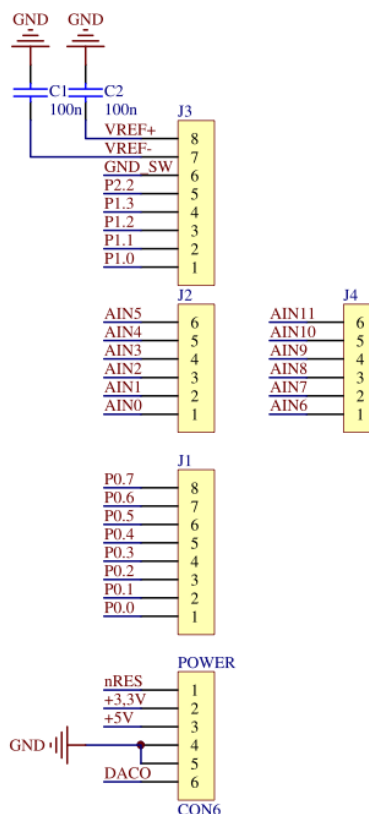 GND GND
C1 C2
100n 100n
J3
VREF+ 8
VREF- 7
GND_SW 6
P2.2 5
P1.3 4
P1.2 3
P1.1 2
P1.0 1
J2
AIN5 6
AIN4 5
AIN3 4
AIN2 3
AIN1 2
AIN0 1
J4
AIN11 6
AIN10 5
AIN9 4
AIN8 3
AIN7 2
AIN6 1
J1
P0.7 8
P0.6 7
P0.5 6
P0.4 5
P0.3 4
P0.2 3
P0.1 2
P0.0 1
POWER
nRES 1
+3,3V 2
+5V 3
GND 4
5
DACO 6
CON6